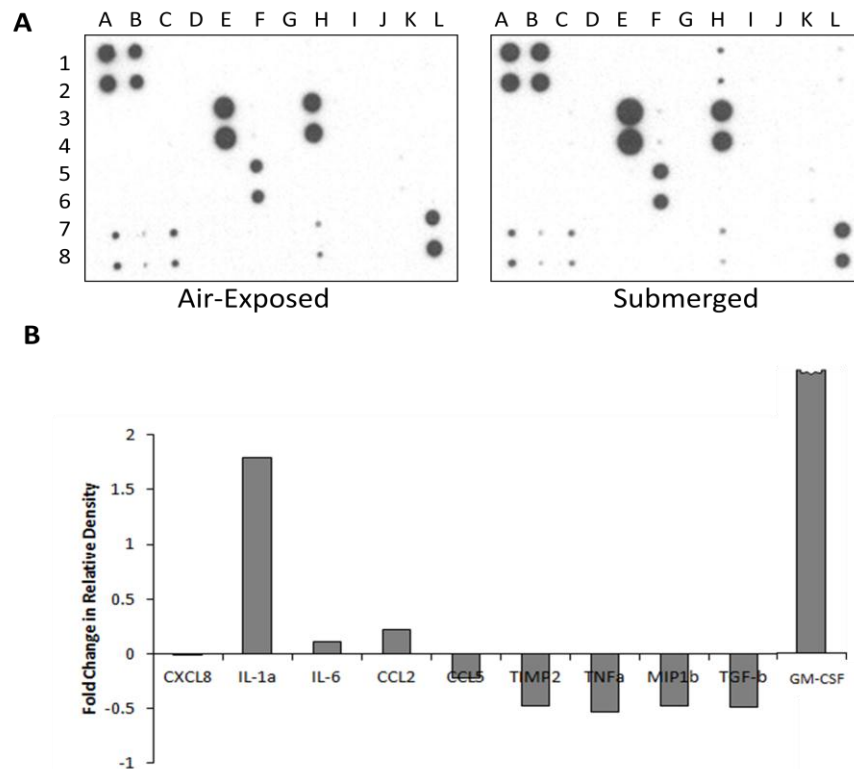 A
A B C D E F G H I J K L
A B C D E F G H I J K L
1
2
3
4
5
6
7
8
Air-Exposed
Submerged
B
Fold Change in Relative Density
2
1.5
1
0.5
0
-0.5
-1
CXCL8 IL-1a IL-6 CCL2 CCL5 TIMP2 TNFa MIP1b TGF-b GM-CSF